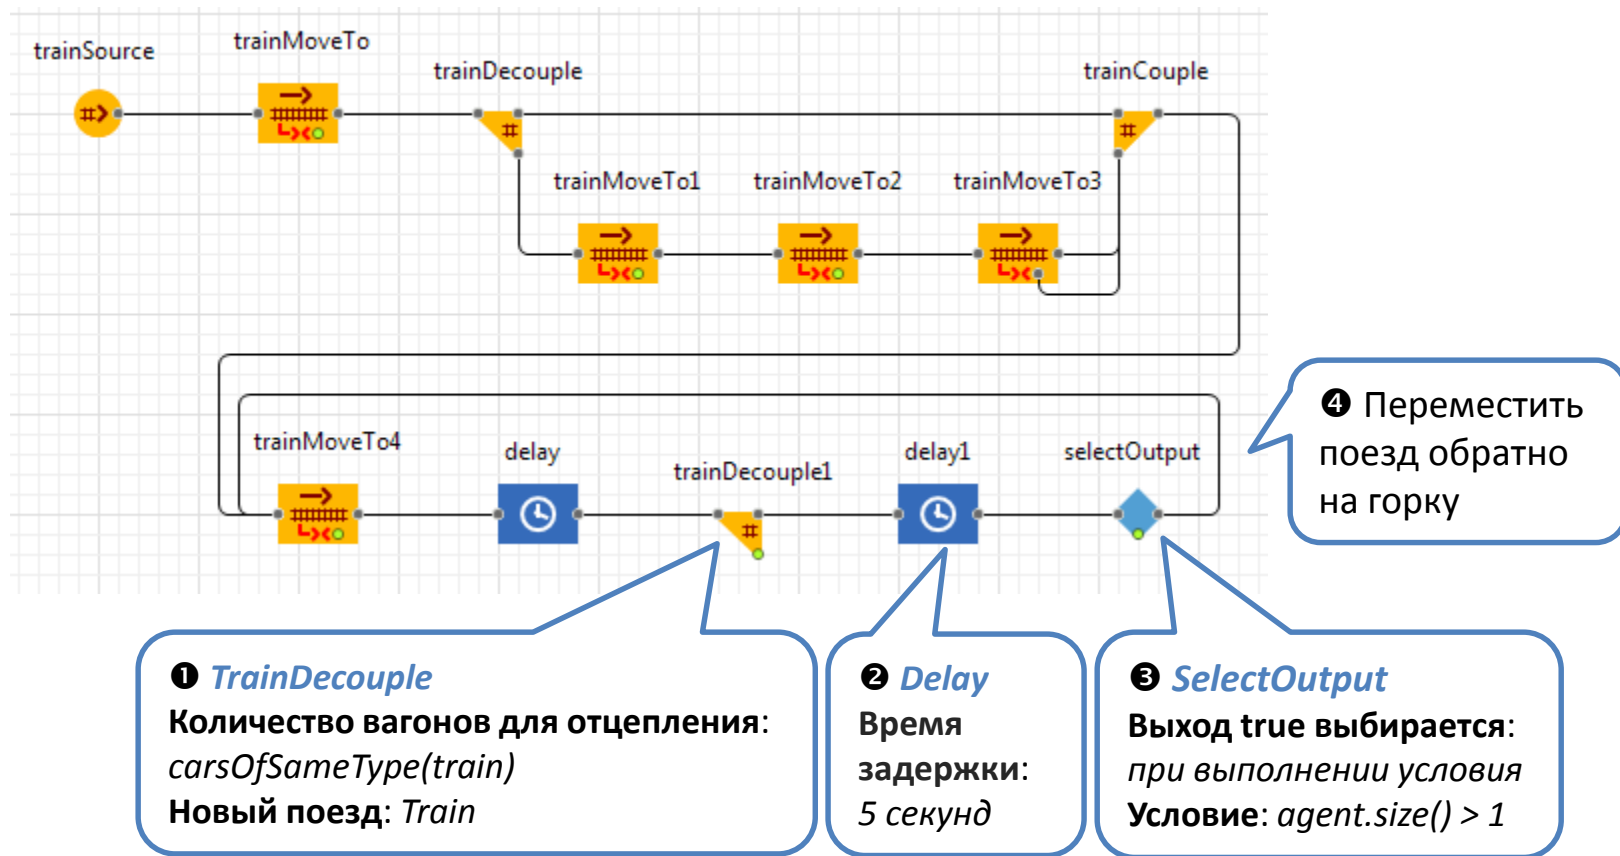 trainSource
trainMoveTo
trainDecouple
trainCouple
trainMoveTo1
trainMoveTo2
trainMoveTo3
trainMoveTo4
delay
trainDecouple1
delay1
selectOutput
❹ Переместить
поезд обратно
на горку
❶ TrainDecouple
Количество вагонов для отцепления:
carsOfSameType(train)
Новый поезд: Train
❷ Delay
Время
задержки:
5 секунд
❸ SelectOutput
Выход true выбирается:
при выполнении условия
Условие: agent.size() > 1